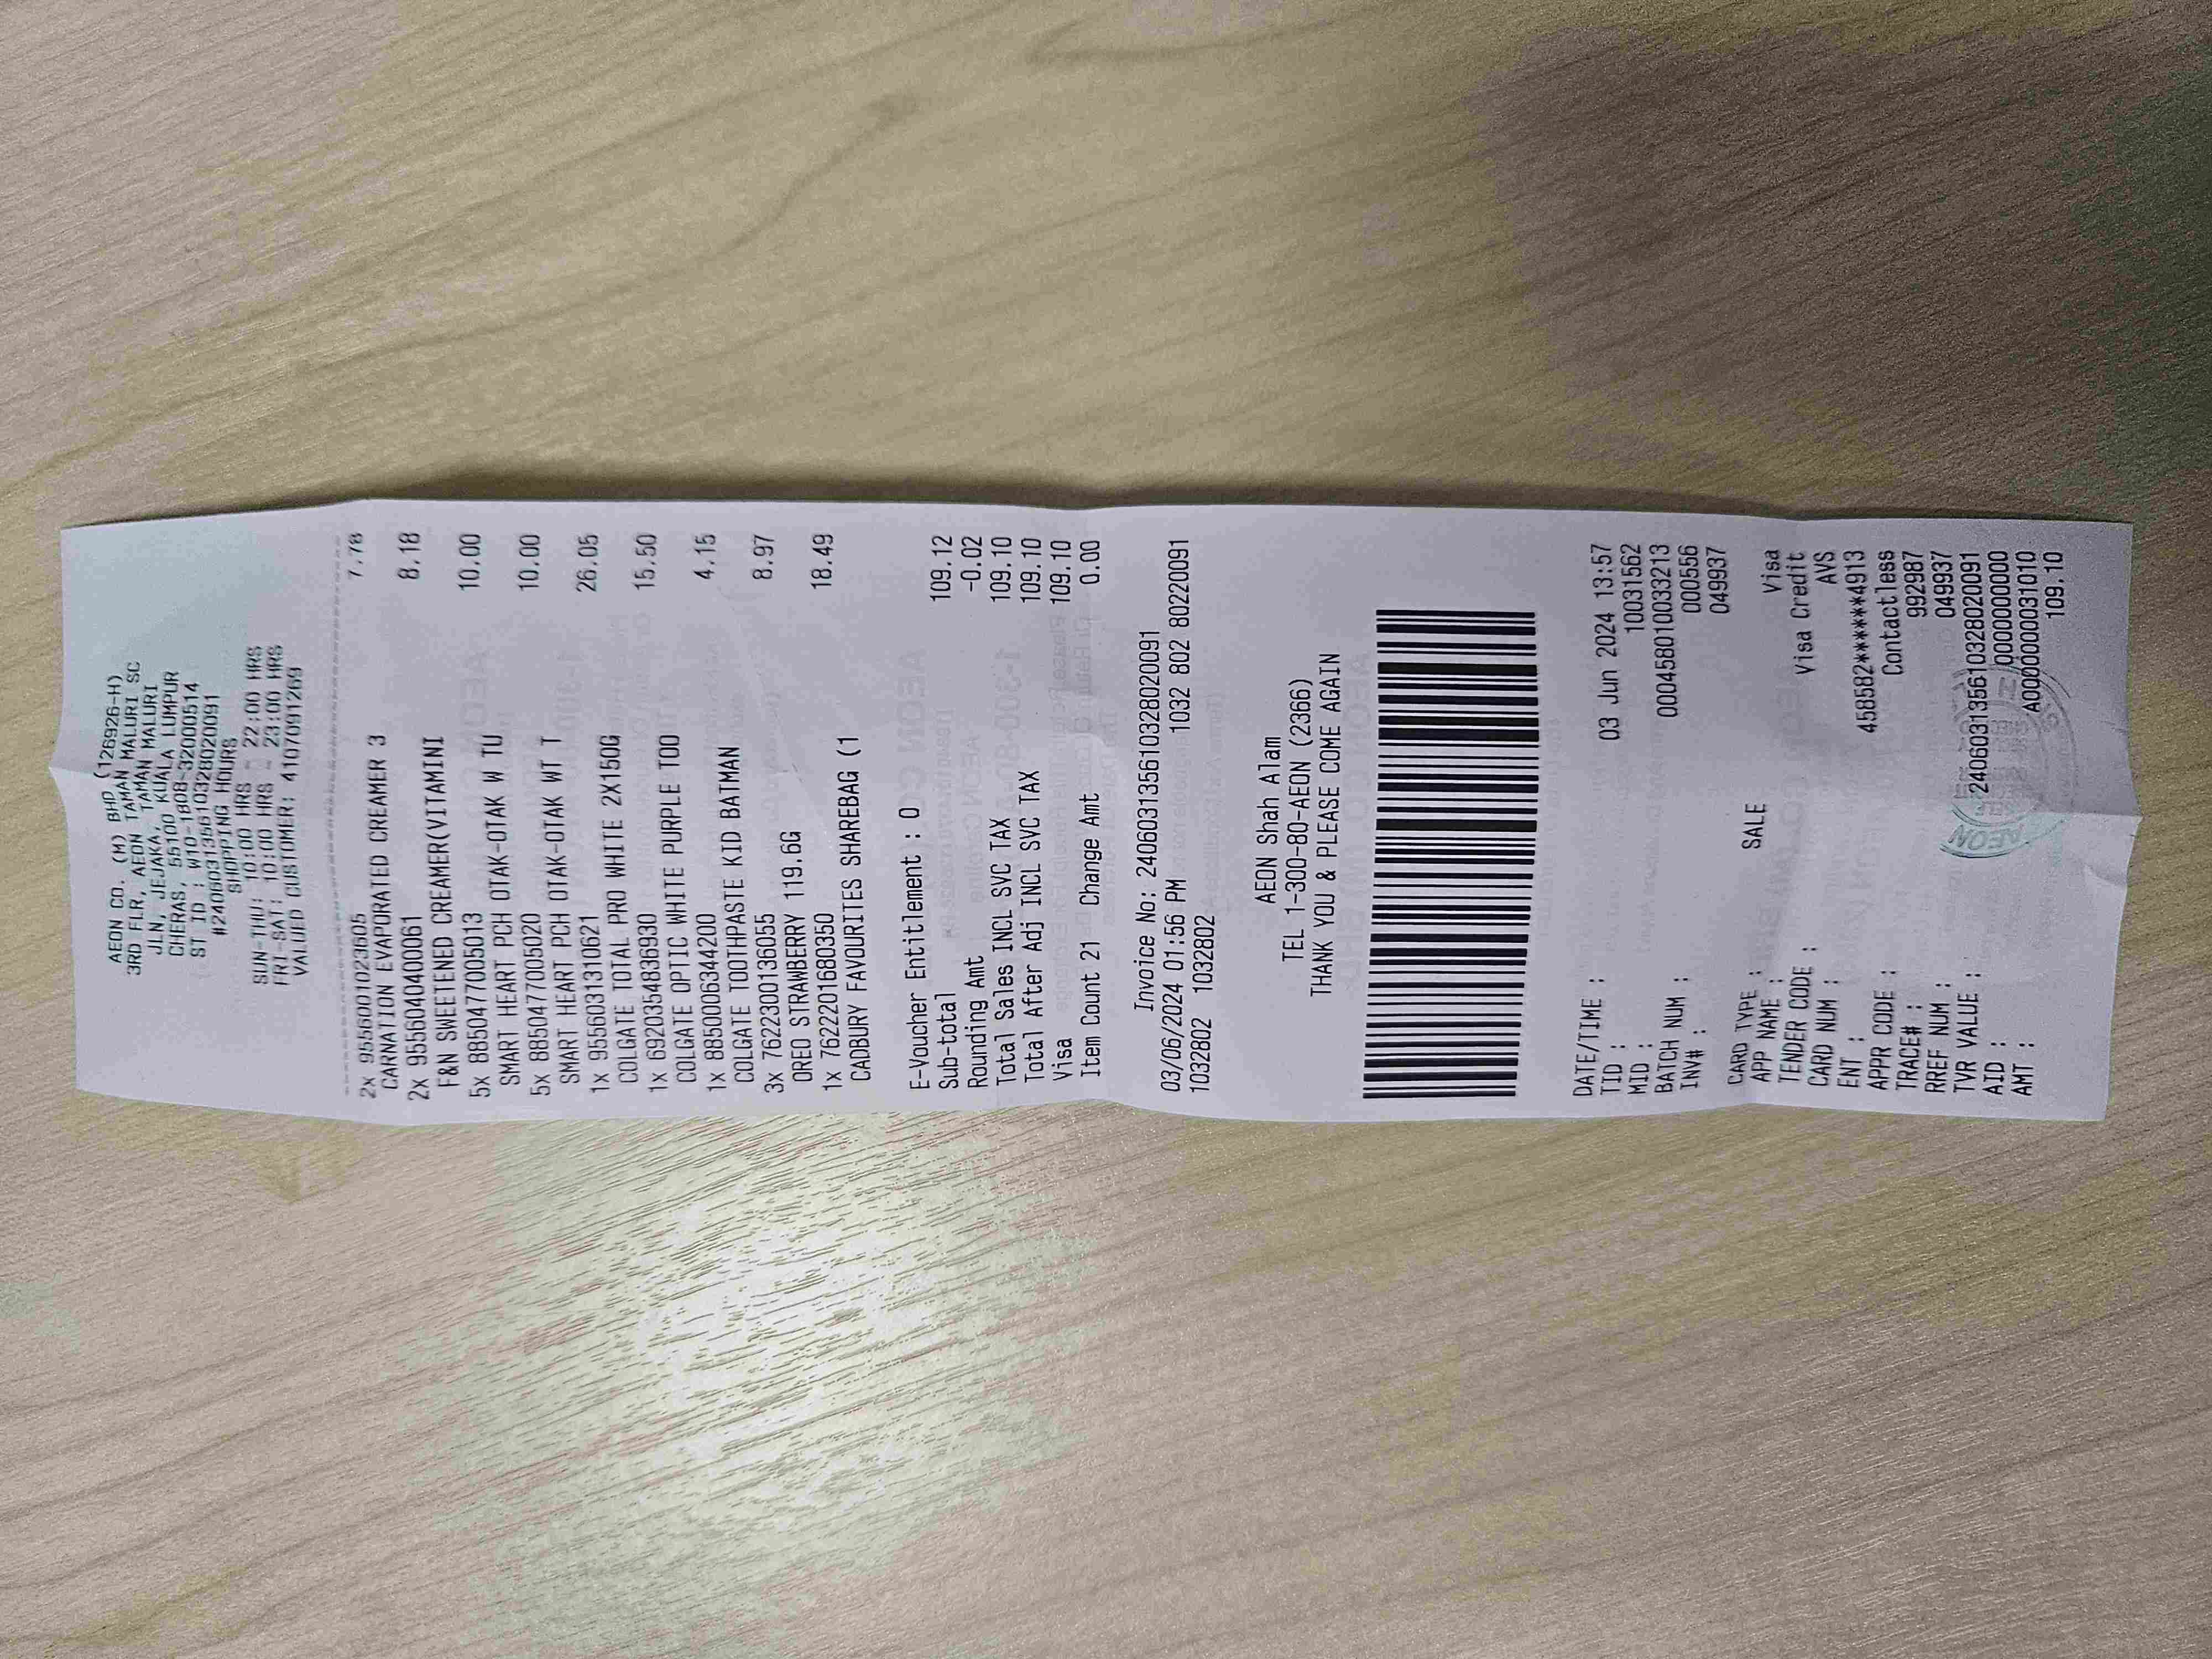 AEON CO. (M) BHD (126926-H)
3RD FLR, AEON TAMAN MALURI SC
JLN, JEJAKA, TAMAN MALURI
CHERAS, 55100 KUALA LUMPUR
ST ID : W10-1808-32000514
#240603135610328020091
SHOPPING HOURS
SUN-THU: 10:00 HRS - 22:00 HRS
FRI-SAT: 10:00 HRS - 23:00 HRS
VALUED CUSTOMER: 4107091269
2x 9556001023605 7.78
CARNATION EVAPORATED CREAMER 3
2x 9556040400061 8.18
F&N SWEETENED CREAMER(VITAMINI
5x 8850477005013 10.00
SMART HEART PCH OTAK-OTAK W TU
5x 8850477005020 10.00
SMART HEART PCH OTAK-OTAK WT T
1x 9556031310621 26.05
COLGATE TOTAL PRO WHITE 2X150G
1x 6920354836930 15.50
COLGATE OPTIC WHITE PURPLE TOO
1x 8850006344200 4.15
COLGATE TOOTHPASTE KID BATMAN
3x 7622300136055 8.97
OREO STRAWBERRY 119.6G
1x 7622201680350 18.49
CADBURY FAVOURITES SHAREBAG (1
E-Voucher Entitlement : 0
Sub-total 109.12
Rounding Amt -0.02
Total Sales INCL SVC TAX 109.10
Total After Adj INCL SVC TAX 109.10
Visa 109.10
Item Count 21 Change Amt 0.00
Invoice No: 240603135610328020091
03/06/2024 01:56 PM 1032 802 80220091
1032802 1032802
AEON Shah Alam
TEL 1-300-80-AEON (2366)
THANK YOU & PLEASE COME AGAIN
DATE/TIME : 03 Jun 2024 13:57
TID : 10031562
MID : 000458010033213
BATCH NUM : 000556
INV# : 049937
SALE
CARD TYPE : Visa
APP NAME : Visa Credit
TENDER CODE : AVS
CARD NUM : 458582******4913
ENT : Contactless
APPR CODE : 992987
TRACE# : 049937
RREF NUM : 240603135610328020091
TVR VALUE : 0000000000
AID : A0000000031010
AMT : 109.10